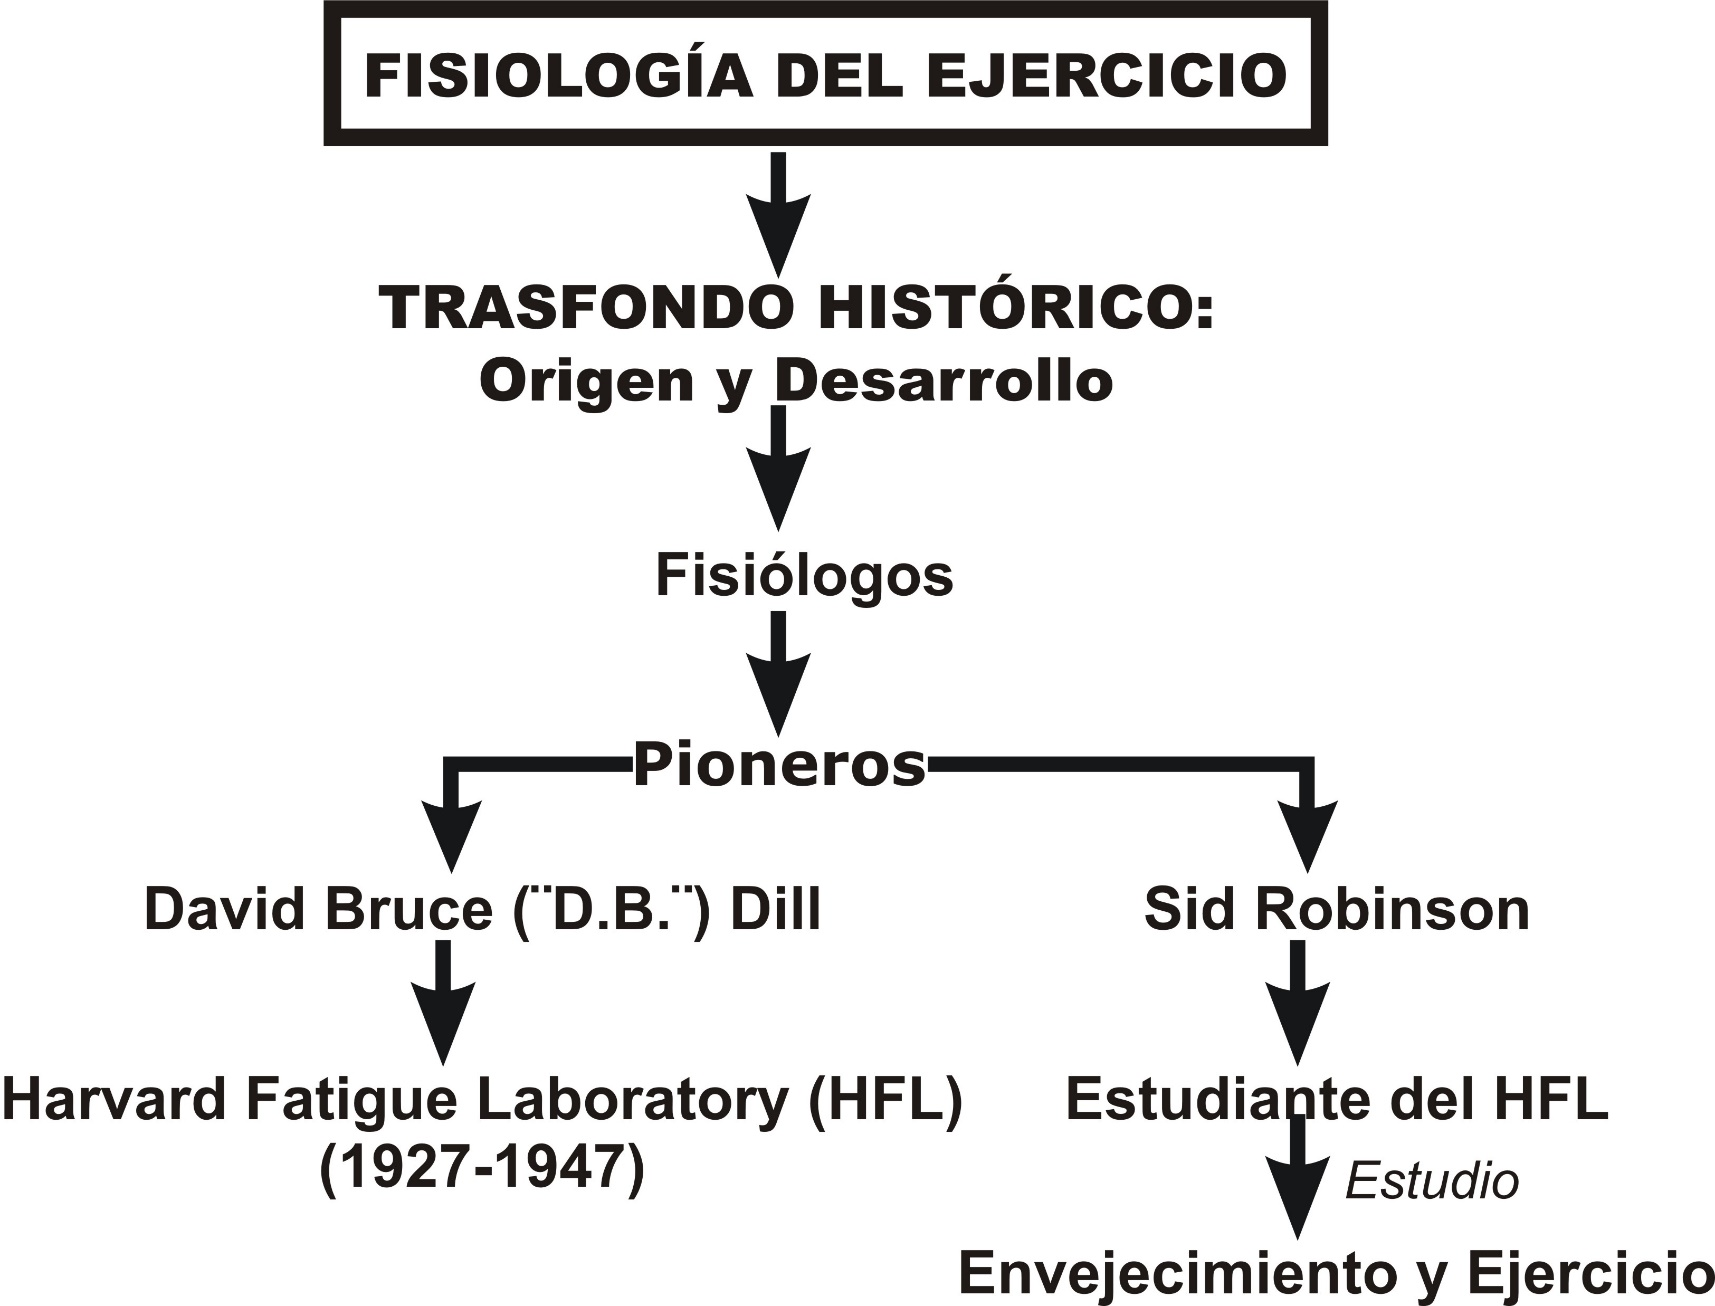 FISIOLOGÍA DEL EJERCICIO
TRASFONDO HISTÓRICO:
Origen y Desarrollo
Fisiólogos
Pioneros
David Bruce (¨D.B.¨) Dill
Sid Robinson
Harvard Fatigue Laboratory (HFL)
(1927-1947)
Estudiante del HFL
Estudio
Envejecimiento y Ejercicio